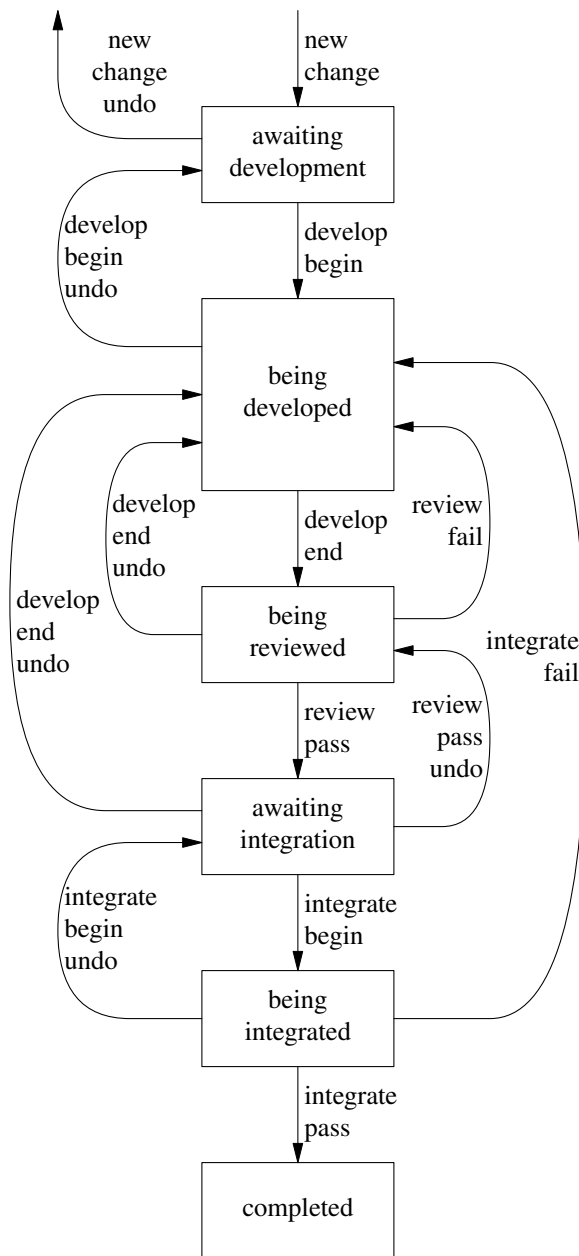 new
change
undo
new
change
awaiting
development
develop
begin
undo
develop
begin
being
developed
develop
end
undo
develop
end
review
fail
develop
end
undo
being
reviewed
integrate
fail
review
pass
review
pass
undo
awaiting
integration
integrate
begin
undo
integrate
begin
being
integrated
integrate
pass
completed